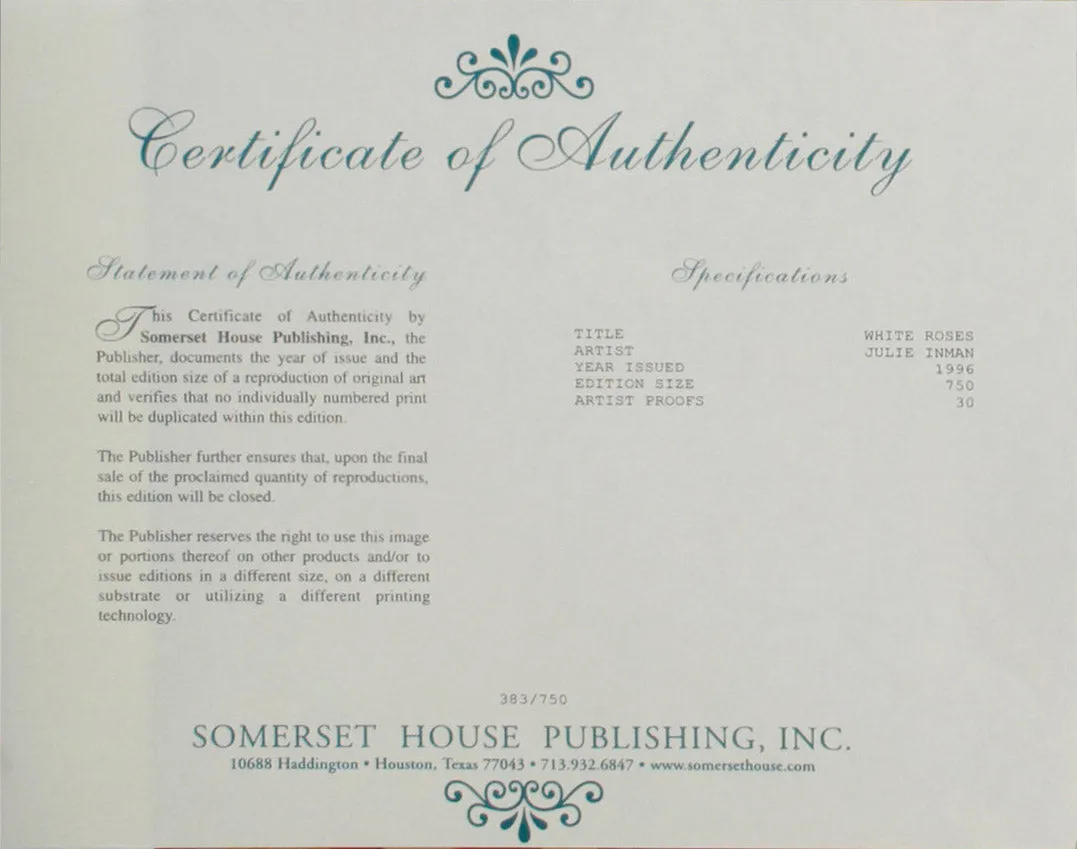 Certificate of Authenticity
Statement of Authenticity
This Certificate of Authenticity by
Somerset House Publishing, Inc., the
Publisher, documents the year of issue and the
total edition size of a reproduction of original art
and verifies that no individually numbered print
will be duplicated within this edition.
The Publisher further ensures that, upon the final
sale of the proclaimed quantity of reproductions,
this edition will be closed.
The Publisher reserves the right to use this image
or portions thereof on other products and/or to
issue editions in a different size, on a different
substrate or utilizing a different printing
technology.
Specifications
TITLE WHITE ROSES
ARTIST JULIE INMAN
YEAR ISSUED 1996
EDITION SIZE 750
ARTIST PROOFS 30
383/750
SOMERSET HOUSE PUBLISHING, INC.
10688 Haddington • Houston, Texas 77043 • 713.932.6847 • www.somersethouse.com